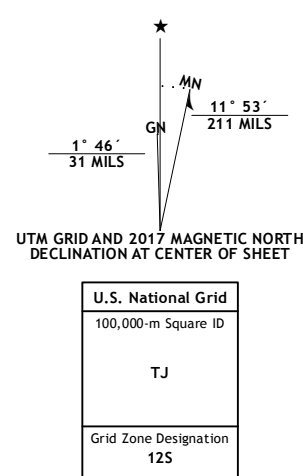 ★
MN
GN
11° 53´
211 MILS
1° 46´
31 MILS
UTM GRID AND 2017 MAGNETIC NORTH
DECLINATION AT CENTER OF SHEET
U.S. National Grid
100,000-m Square ID
TJ
Grid Zone Designation
12S